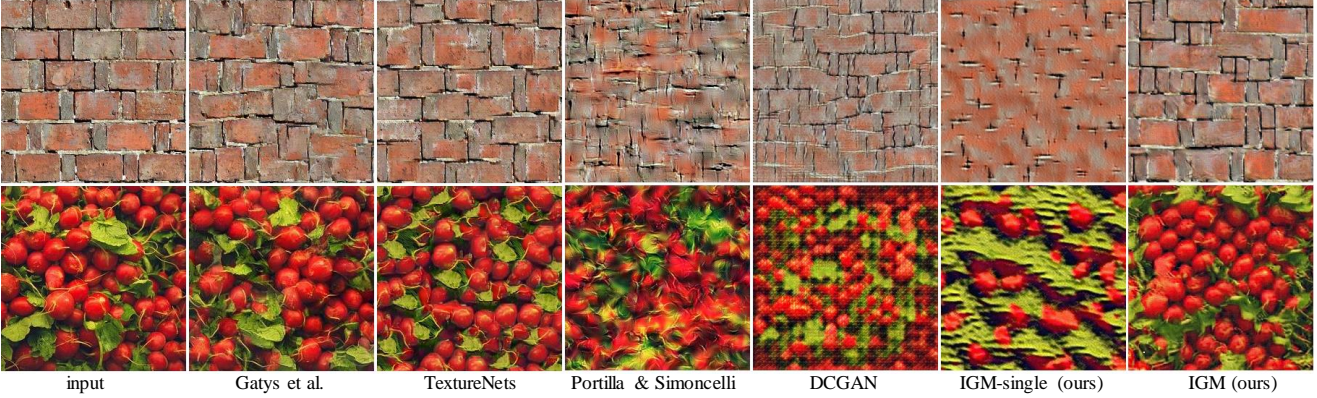 input Gatys et al. TextureNets Portilla & Simoncelli DCGAN IGM-single (ours) IGM (ours)